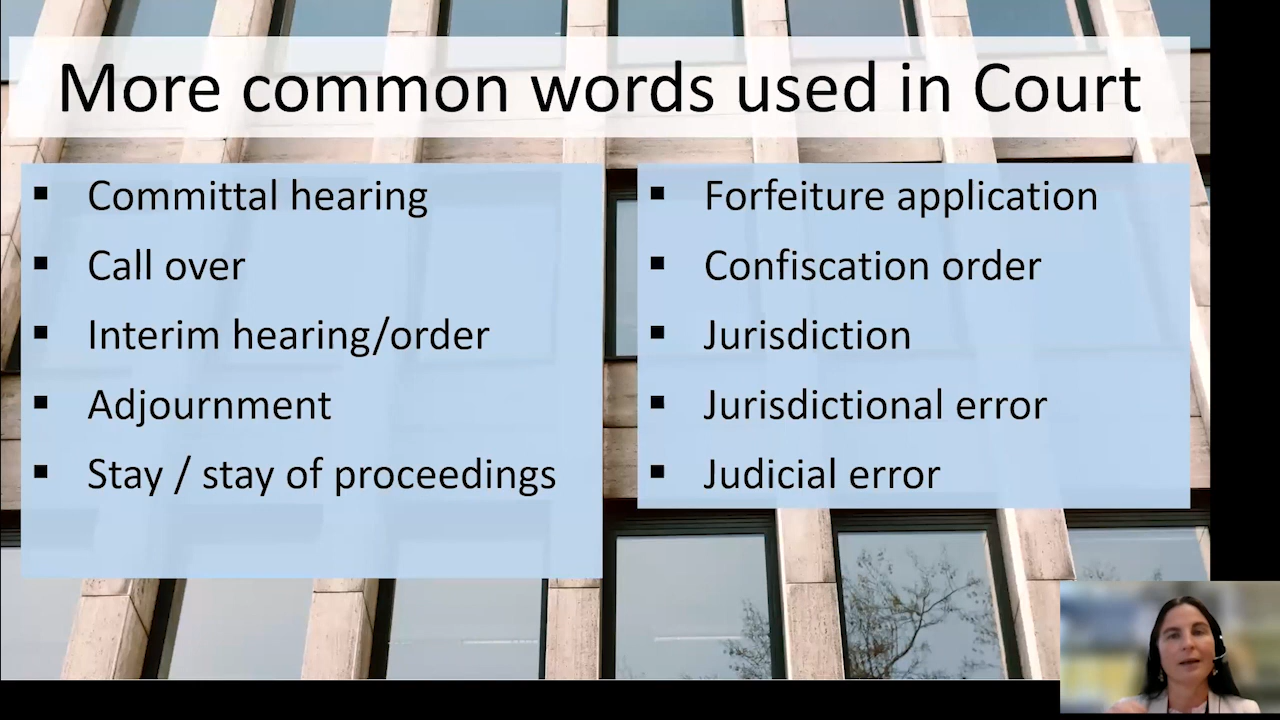 More common words used in Court
▪ Committal hearing
▪ Call over
▪ Interim hearing/order
▪ Adjournment
▪ Stay / stay of proceedings
▪ Forfeiture application
▪ Confiscation order
▪ Jurisdiction
▪ Jurisdictional error
▪ Judicial error